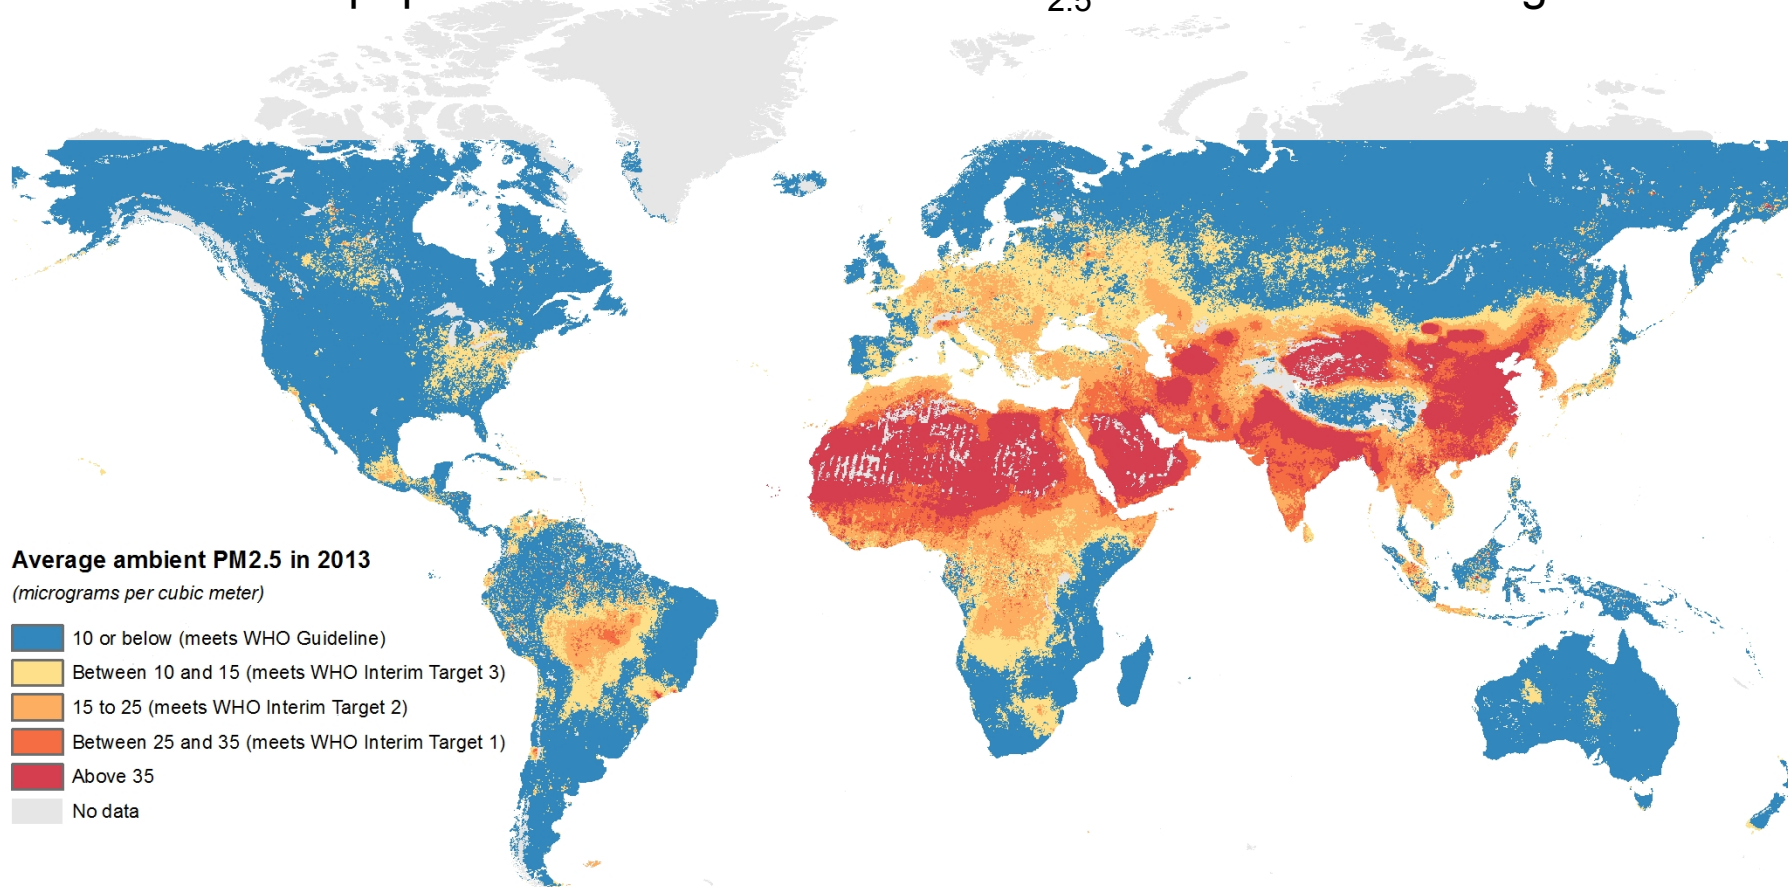 2.5
Average ambient PM2.5 in 2013
(micrograms per cubic meter)
10 or below (meets WHO Guideline)
Between 10 and 15 (meets WHO Interim Target 3)
15 to 25 (meets WHO Interim Target 2)
Between 25 and 35 (meets WHO Interim Target 1)
Above 35
No data